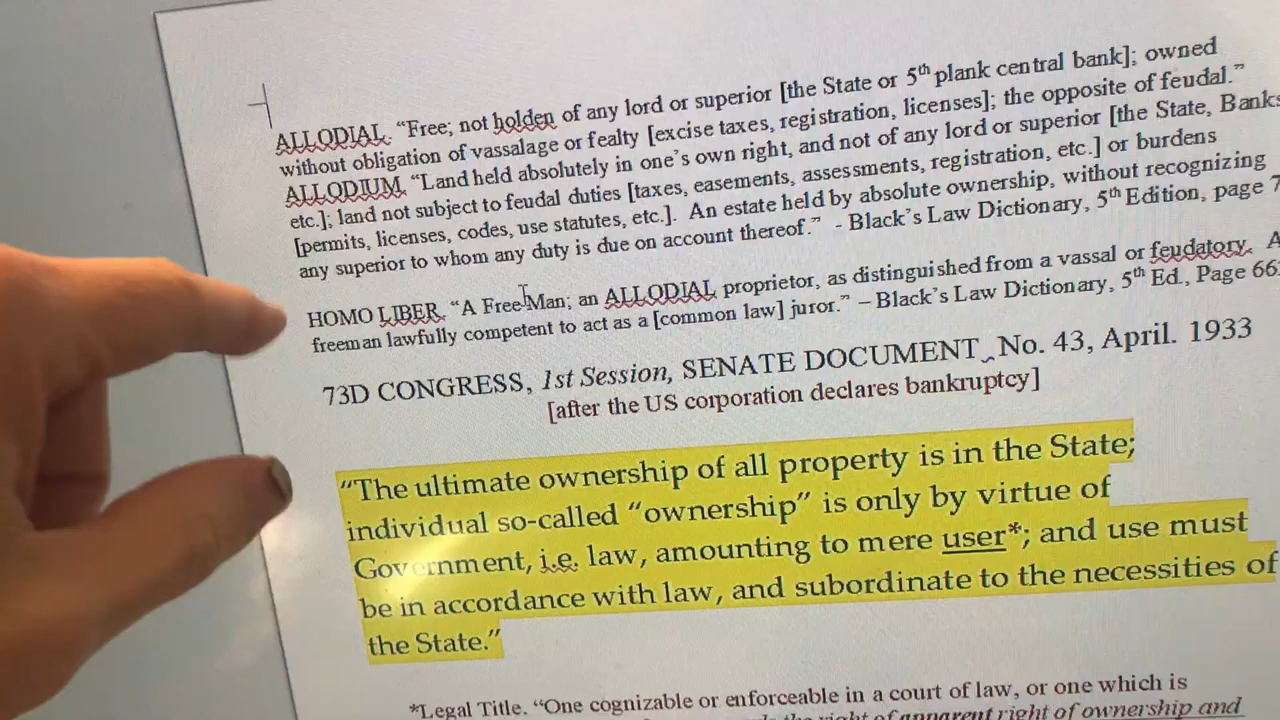 ALLODIAL. “Free; not holden of any lord or superior [the State or 5th plank central bank]; owned
without obligation of vassalage or fealty [excise taxes, registration, licenses]; the opposite of feudal.”
ALLODIUM. “Land held absolutely in one’s own right, and not of any lord or superior [the State, Banks
etc.]; land not subject to feudal duties [taxes, easements, assessments, registration, etc.] or burdens
[permits, licenses, codes, use statutes, etc.]. An estate held by absolute ownership, without recognizing
any superior to whom any duty is due on account thereof.” - Black’s Law Dictionary, 5th Edition, page
HOMO LIBER. “A Free Man; an ALLODIAL proprietor, as distinguished from a vassal or feudatory. A
freeman lawfully competent to act as a [common law] juror.” – Black’s Law Dictionary, 5th Ed., Page
73D CONGRESS, 1st Session, SENATE DOCUMENT No. 43, April. 1933
[after the US corporation declares bankruptcy]
“The ultimate ownership of all property is in the State;
individual so-called “ownership” is only by virtue of
Government, i.e. law, amounting to mere user*; and use must
be in accordance with law, and subordinate to the necessities of
the State.”
*Legal Title. “One cognizable or enforceable in a court of law, or one which is
the right of apparent right of ownership and